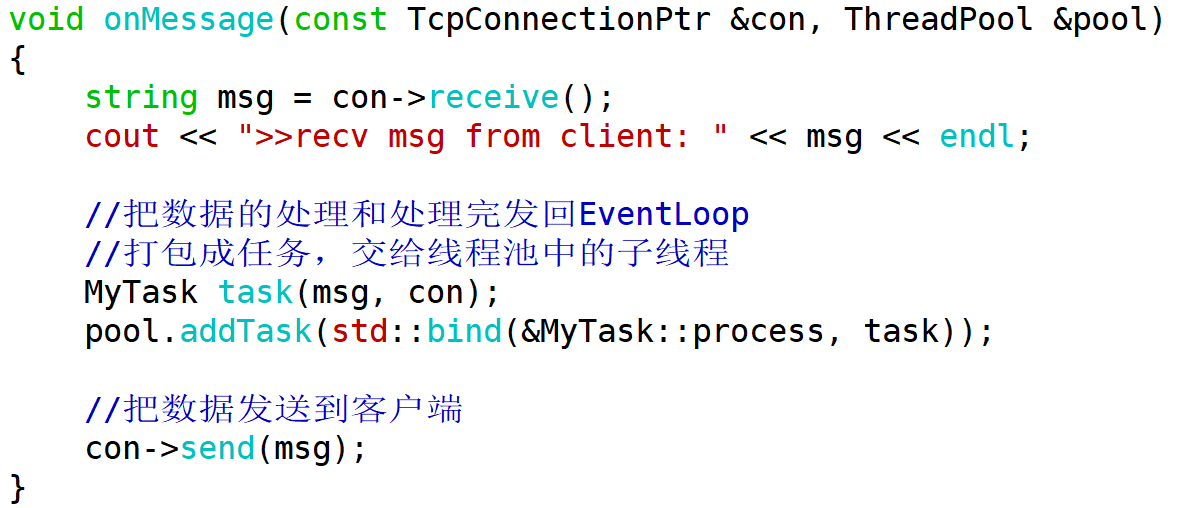 void onMessage(const TcpConnectionPtr &con, ThreadPool &pool)
{
    string msg = con->receive();
    cout << ">>recv msg from client: " << msg << endl;

    //把数据的处理和处理完发回EventLoop
    //打包成任务，交给线程池中的子线程
    MyTask task(msg, con);
    pool.addTask(std::bind(&MyTask::process, task));

    //把数据发送到客户端
    con->send(msg);
}